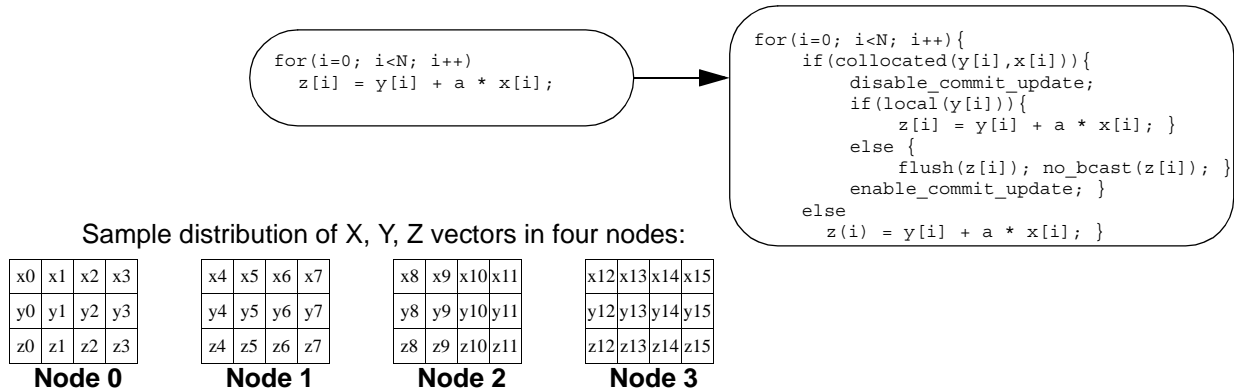 for(i=0; i<N; i++)
z[i] = y[i] + a * x[i];
for(i=0; i<N; i++){
if(collocated(y[i],x[i])){
disable_commit_update;
if(local(y[i])){
z[i] = y[i] + a * x[i]; }
else {
flush(z[i]); no_bcast(z[i]); }
enable_commit_update; }
else
z(i) = y[i] + a * x[i]; }
Sample distribution of X, Y, Z vectors in four nodes:
x0 x1 x2 x3
y0 y1 y2 y3
z0 z1 z2 z3
Node 0
x4 x5 x6 x7
y4 y5 y6 y7
z4 z5 z6 z7
Node 1
x8 x9 x10 x11
y8 y9 y10 y11
z8 z9 z10 z11
Node 2
x12 x13 x14 x15
y12 y13 y14 y15
z12 z13 z14 z15
Node 3